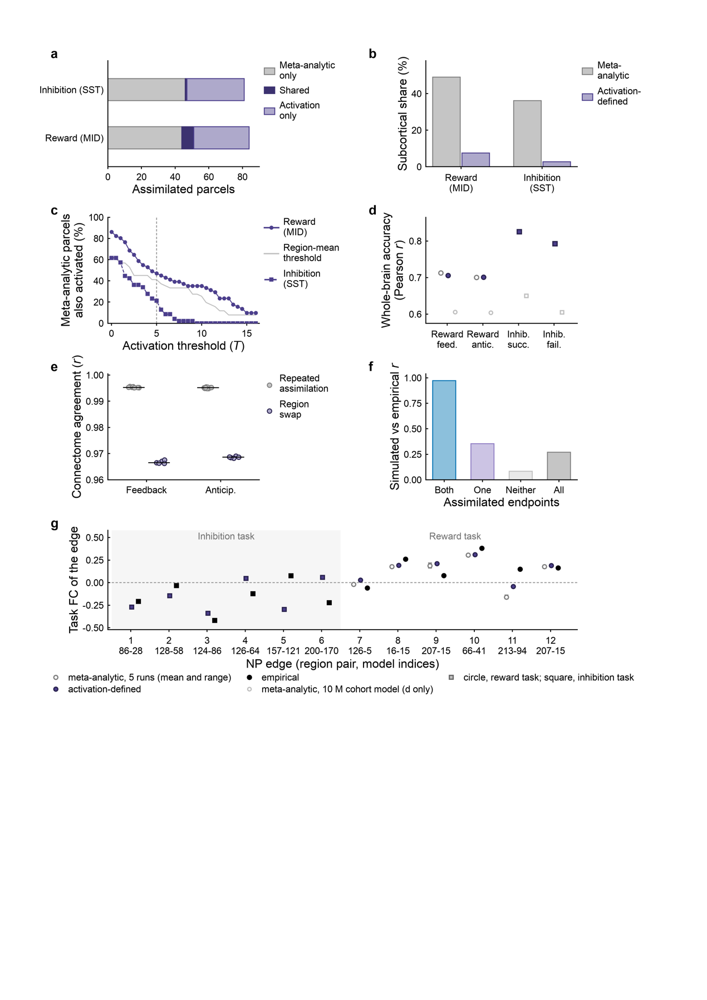 a
Inhibition (SST)
Reward (MID)
0 20 40 60 80
Assimilated parcels
Meta-analytic
only
Shared
Activation
only
b
Subcortical share (%)
40
20
0
Reward
(MID)
Inhibition
(SST)
Meta-
analytic
Activation-
defined
c
Meta-analytic parcels
also activated (%)
100
80
60
40
20
0
0 5 10 15
Activation threshold (T)
Reward
(MID)
Region-mean
threshold
Inhibition
(SST)
d
Whole-brain accuracy
(Pearson r)
0.8
0.7
0.6
Reward
feed.
Reward
antic.
Inhib.
succ.
Inhib.
fail.
e
Connectome agreement (r)
1.00
0.99
0.98
0.97
0.96
Feedback
Anticip.
Repeated
assimilation
Region
swap
f
Simulated vs empirical r
1.00
0.75
0.50
0.25
0.00
Both One Neither All
Assimilated endpoints
g
Task FC of the edge
0.50
0.25
0.00
-0.25
-0.50
Inhibition task
Reward task
1 2 3 4 5 6 7 8 9 10 11 12
86–28 128–58 124–86 126–64 157–121 200–170 126–5 16–15 207–15 66–41 213–94 207–15
NP edge (region pair, model indices)
meta-analytic, 5 runs (mean and range)
empirical
circle, reward task; square, inhibition task
activation-defined
meta-analytic, 10 M cohort model (d only)